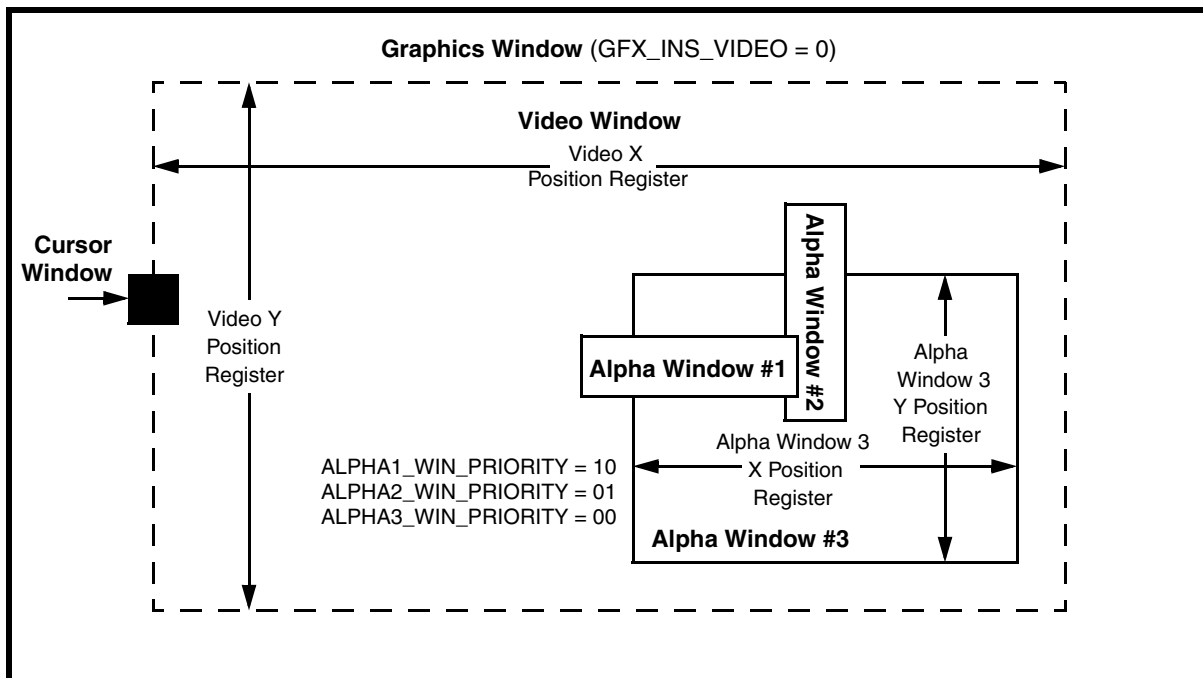 Graphics Window (GFX_INS_VIDEO = 0)
Video Window
Video X
Position Register
Cursor
Window
Video Y
Position
Register
Alpha Window #2
Alpha Window #1
Alpha
Window 3
Y Position
Register
Alpha Window 3
X Position
Register
ALPHA1_WIN_PRIORITY = 10
ALPHA2_WIN_PRIORITY = 01
ALPHA3_WIN_PRIORITY = 00
Alpha Window #3